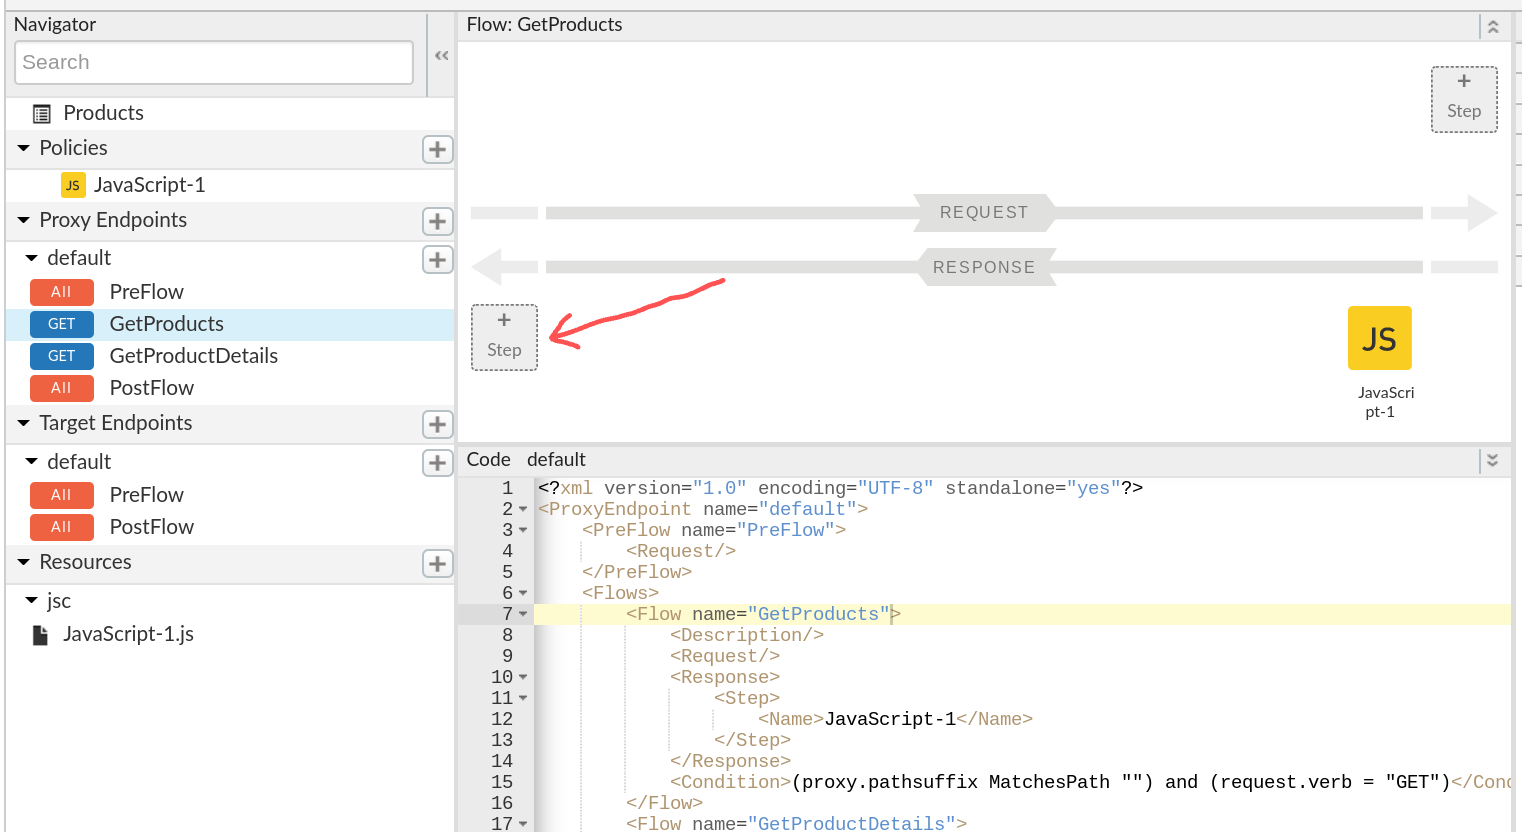 Navigator
Search
Products
Policies
JS JavaScript-1
Proxy Endpoints
default
All PreFlow
GET GetProducts
GET GetProductDetails
All PostFlow
Target Endpoints
default
All PreFlow
All PostFlow
Resources
jsc
JavaScript-1.js
Flow: GetProducts
+
Step
REQUEST
RESPONSE
+
Step
JS
JavaScri
pt-1
Code default
1 <?xml version="1.0" encoding="UTF-8" standalone="yes"?>
2 <ProxyEndpoint name="default">
3 <PreFlow name="PreFlow">
4 <Request/>
5 </PreFlow>
6 <Flows>
7 <Flow name="GetProducts">
8 <Description/>
9 <Request/>
10 <Response>
11 <Step>
12 <Name>JavaScript-1</Name>
13 </Step>
14 </Response>
15 <Condition>(proxy.pathsuffix MatchesPath "") and (request.verb = "GET")</Cond
16 </Flow>
17 <Flow name="GetProductDetails">